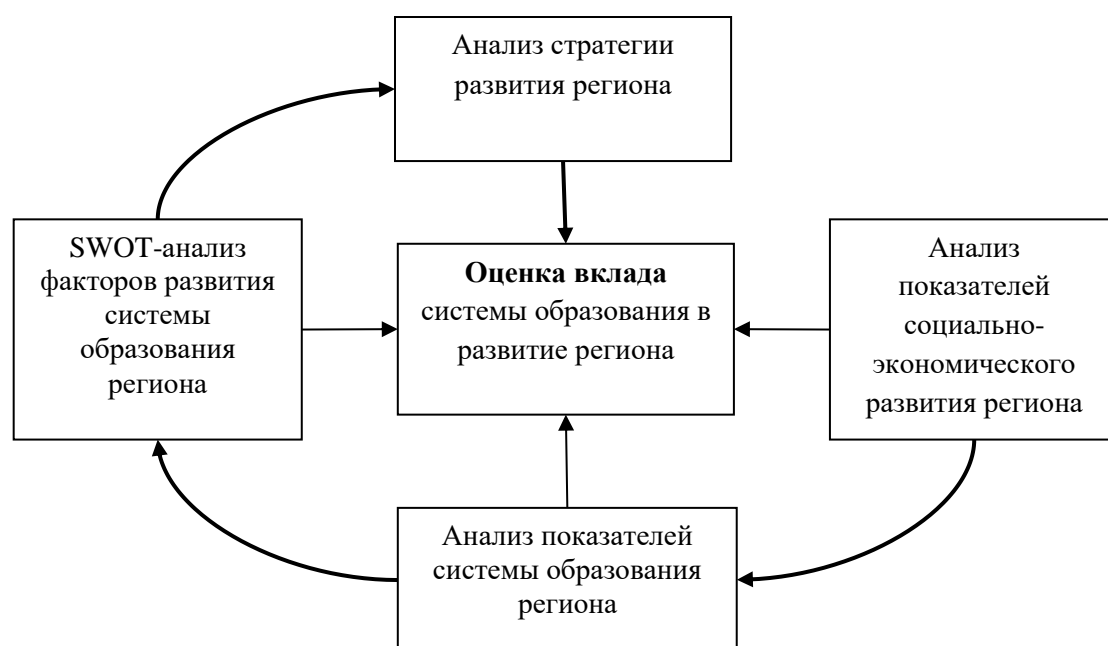 Анализ стратегии
развития региона
SWOT-анализ
факторов развития
системы
образования
региона
Оценка вклада
системы образования в
развитие региона
Анализ
показателей
социально-
экономического
развития региона
Анализ показателей
системы образования
региона